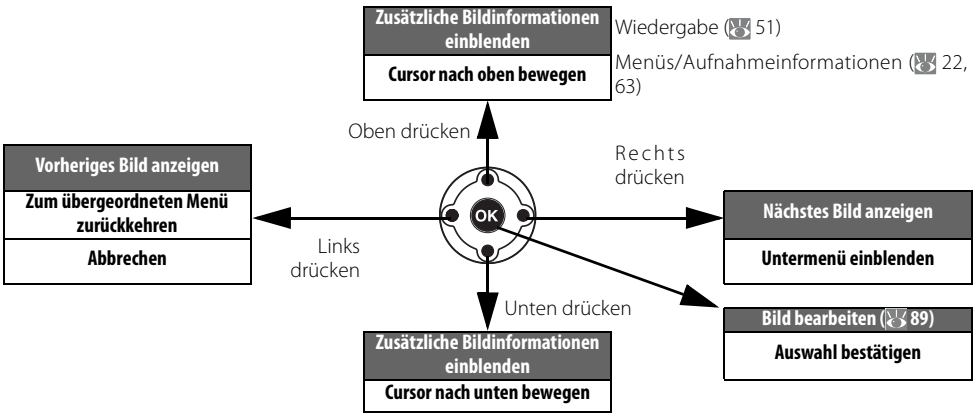 Zusätzliche Bildinformationen
einblenden
Cursor nach oben bewegen
Wiedergabe ( 51)
Menüs/Aufnahmeinformationen ( 22,
63)
Oben drücken
Rechts
drücken
Vorheriges Bild anzeigen
Zum übergeordneten Menü
zurückkehren
Abbrechen
OK
Links
drücken
Nächstes Bild anzeigen
Untermenü einblenden
Unten drücken
Bild bearbeiten ( 89)
Auswahl bestätigen
Zusätzliche Bildinformationen
einblenden
Cursor nach unten bewegen